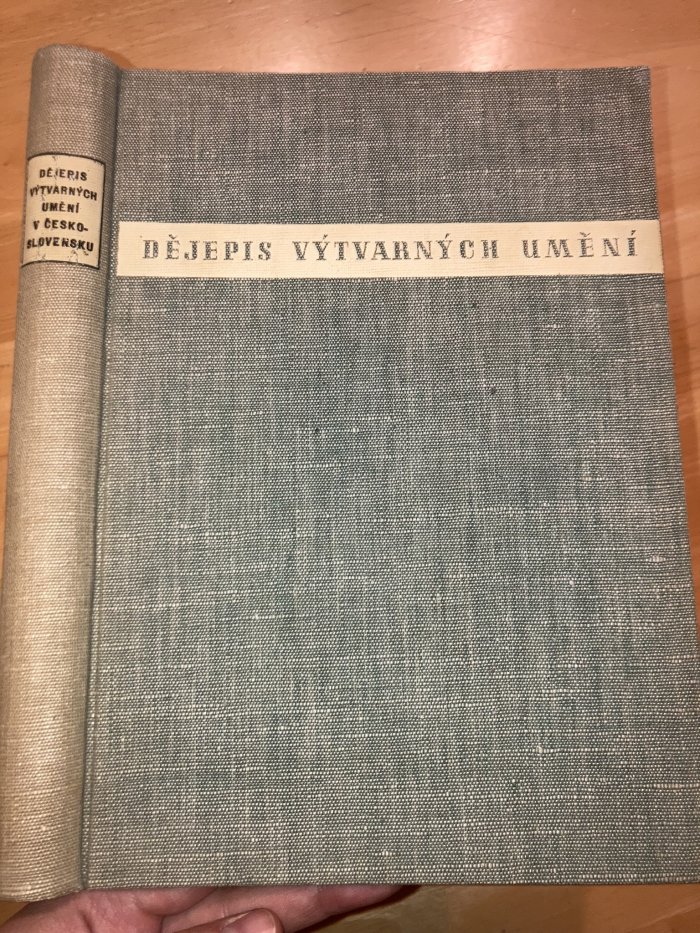 DĚJEPIS
VÝTVARNÝCH
UMĚNÍ
V ČESKO-
SLOVENSKU
DĚJEPIS VÝTVARNÝCH UMĚNÍ